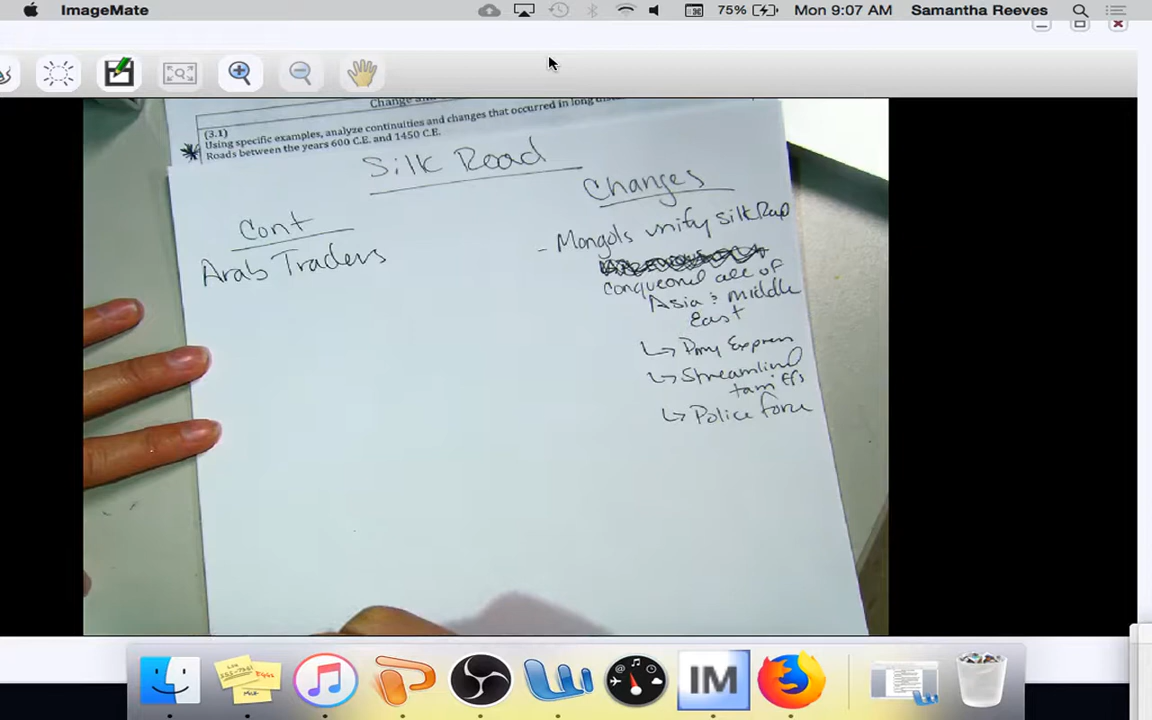 ImageMate
75%
Mon 9:07 AM
Samantha Reeves
(3.1)
Using specific examples, analyze continuities and changes that occurred in long
Roads between the years 600 C.E. and 1450 C.E.
Silk Road
Cont
Arab Traders
Changes
- Mongols unify Silk
conquered all of
Asia & middle
East
↳ Pony Express
↳ Streamlined
tariffs
↳ Police force
IM